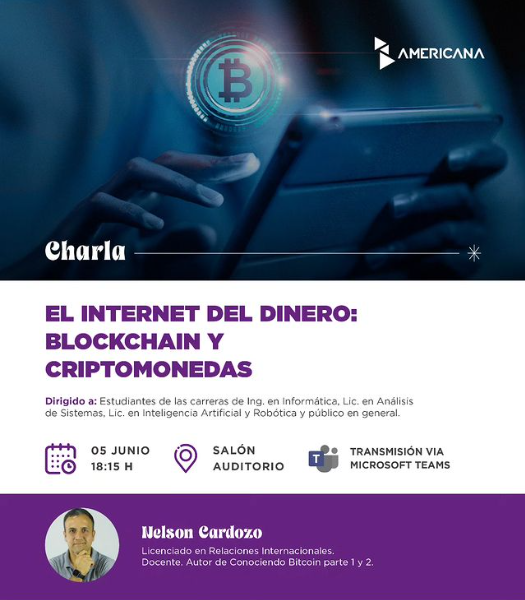 AMERICANA
Charla
EL INTERNET DEL DINERO:
BLOCKCHAIN Y
CRIPTOMONEDAS
Dirigido a: Estudiantes de las carreras de Ing. en Informática, Lic. en Análisis
de Sistemas, Lic. en Inteligencia Artificial y Robótica y público en general.
05 JUNIO
18:15 H
SALÓN
AUDITORIO
T
TRANSMISIÓN VIA
MICROSOFT TEAMS
Nelson Cardozo
Licenciado en Relaciones Internacionales.
Docente. Autor de Conociendo Bitcoin parte 1 y 2.